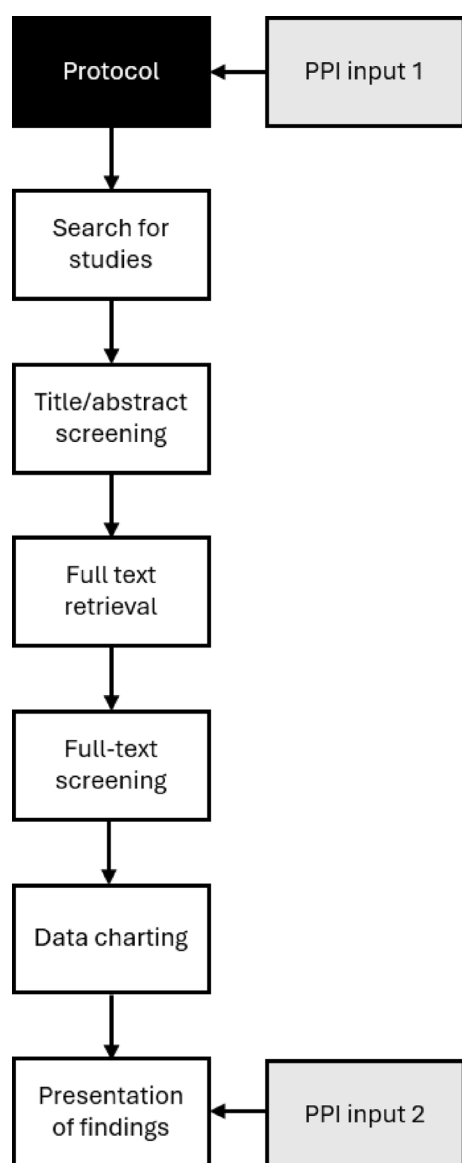 Protocol
PPI input 1
Search for
studies
Title/abstract
screening
Full text
retrieval
Full-text
screening
Data charting
Presentation
of findings
PPI input 2